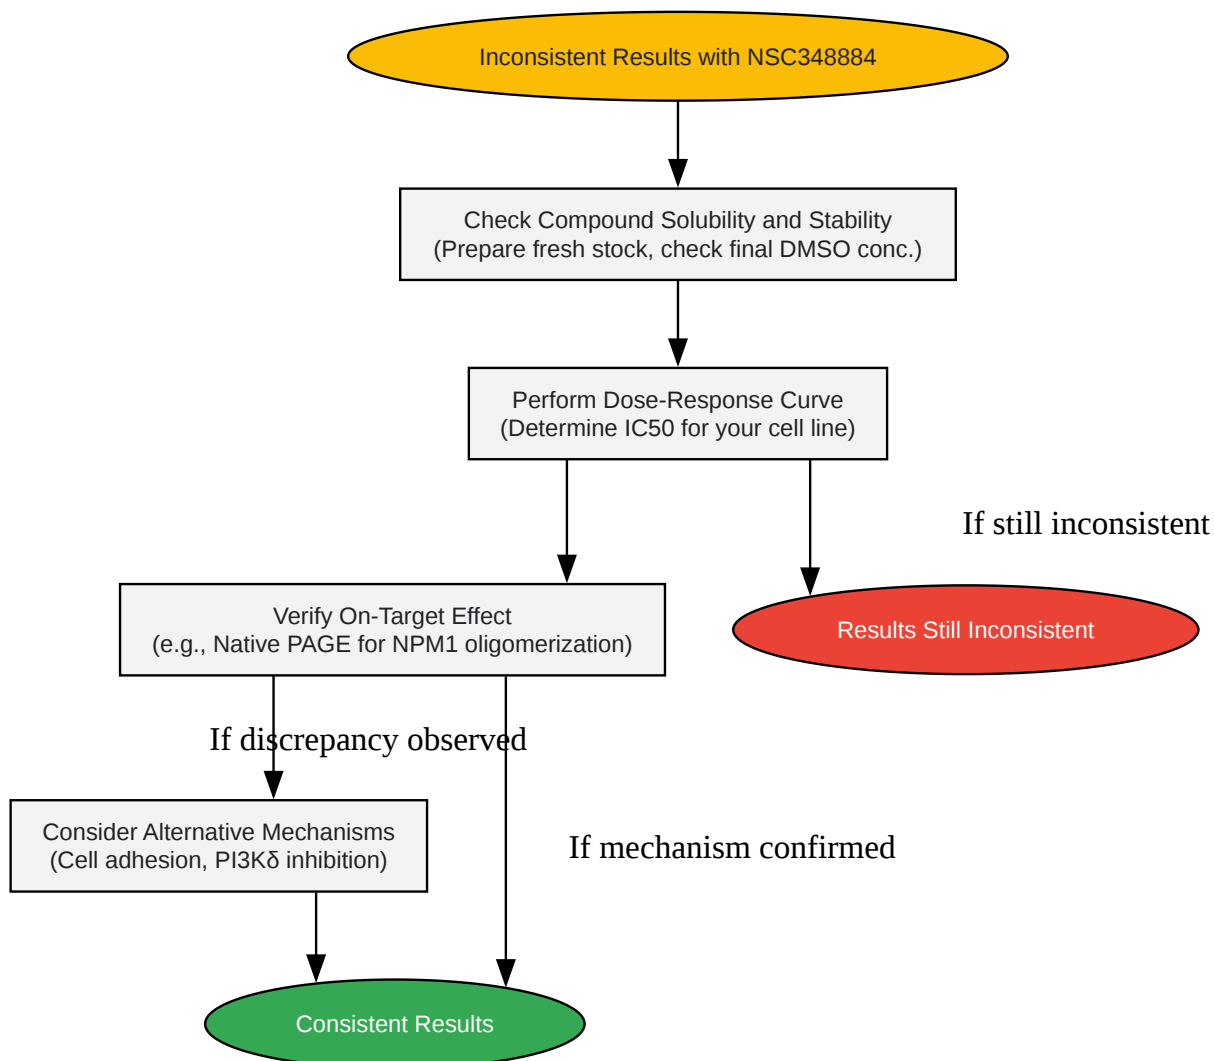 Inconsistent Results with NSC348884
Check Compound Solubility and Stability
(Prepare fresh stock, check final DMSO conc.)
Perform Dose-Response Curve
(Determine IC50 for your cell line)
If still inconsistent
Verify On-Target Effect
(e.g., Native PAGE for NPM1 oligomerization)
Results Still Inconsistent
If discrepancy observed
Consider Alternative Mechanisms
(Cell adhesion, PI3Kδ inhibition)
If mechanism confirmed
Consistent Results